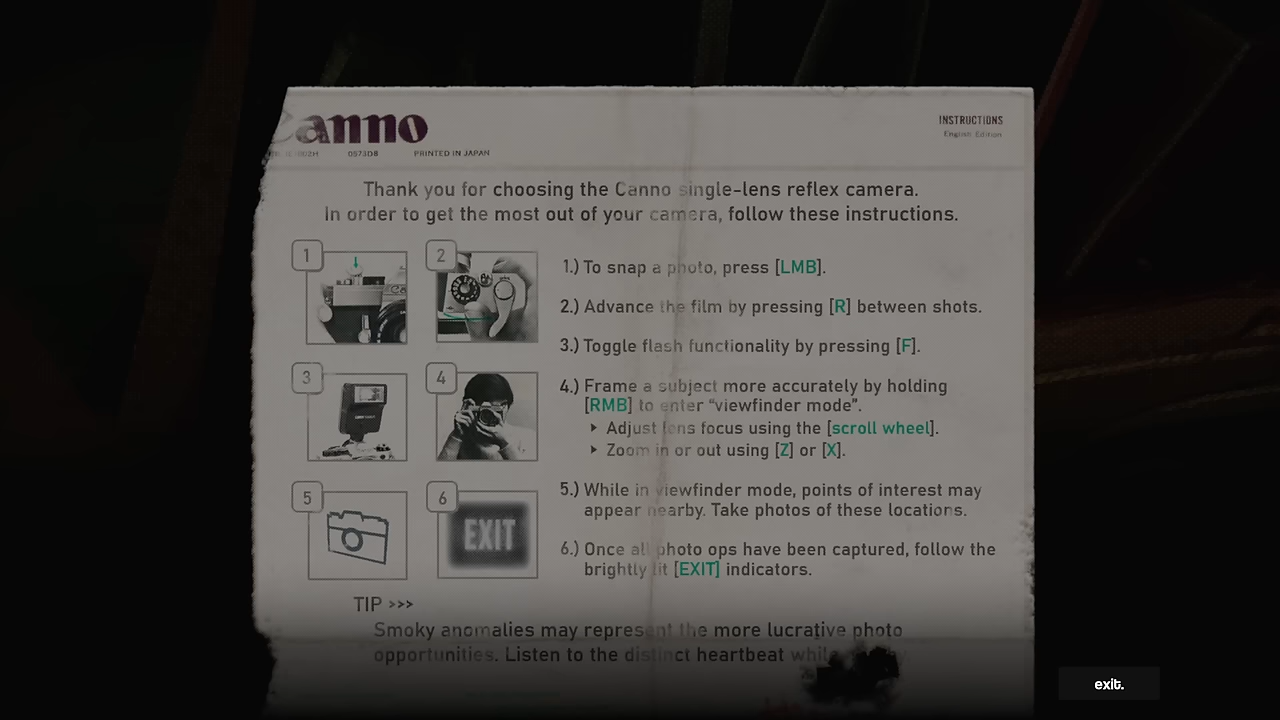 Canno
0573D8 PRINTED IN JAPAN
INSTRUCTIONS
English Edition
Thank you for choosing the Canno single-lens reflex camera.
In order to get the most out of your camera, follow these instructions.
1
2
3
4
5
6
EXIT
1.) To snap a photo, press [LMB].
2.) Advance the film by pressing [R] between shots.
3.) Toggle flash functionality by pressing [F].
4.) Frame a subject more accurately by holding
[RMB] to enter “viewfinder mode”.
‣ Adjust lens focus using the [scroll wheel].
‣ Zoom in or out using [Z] or [X].
5.) While in viewfinder mode, points of interest may
appear nearby. Take photos of these locations.
6.) Once all photo ops have been captured, follow the
brightly lit [EXIT] indicators.
TIP >>>
Smoky anomalies may represent the more lucrative photo
opportunities. Listen to the distinct heartbeat while
exit.